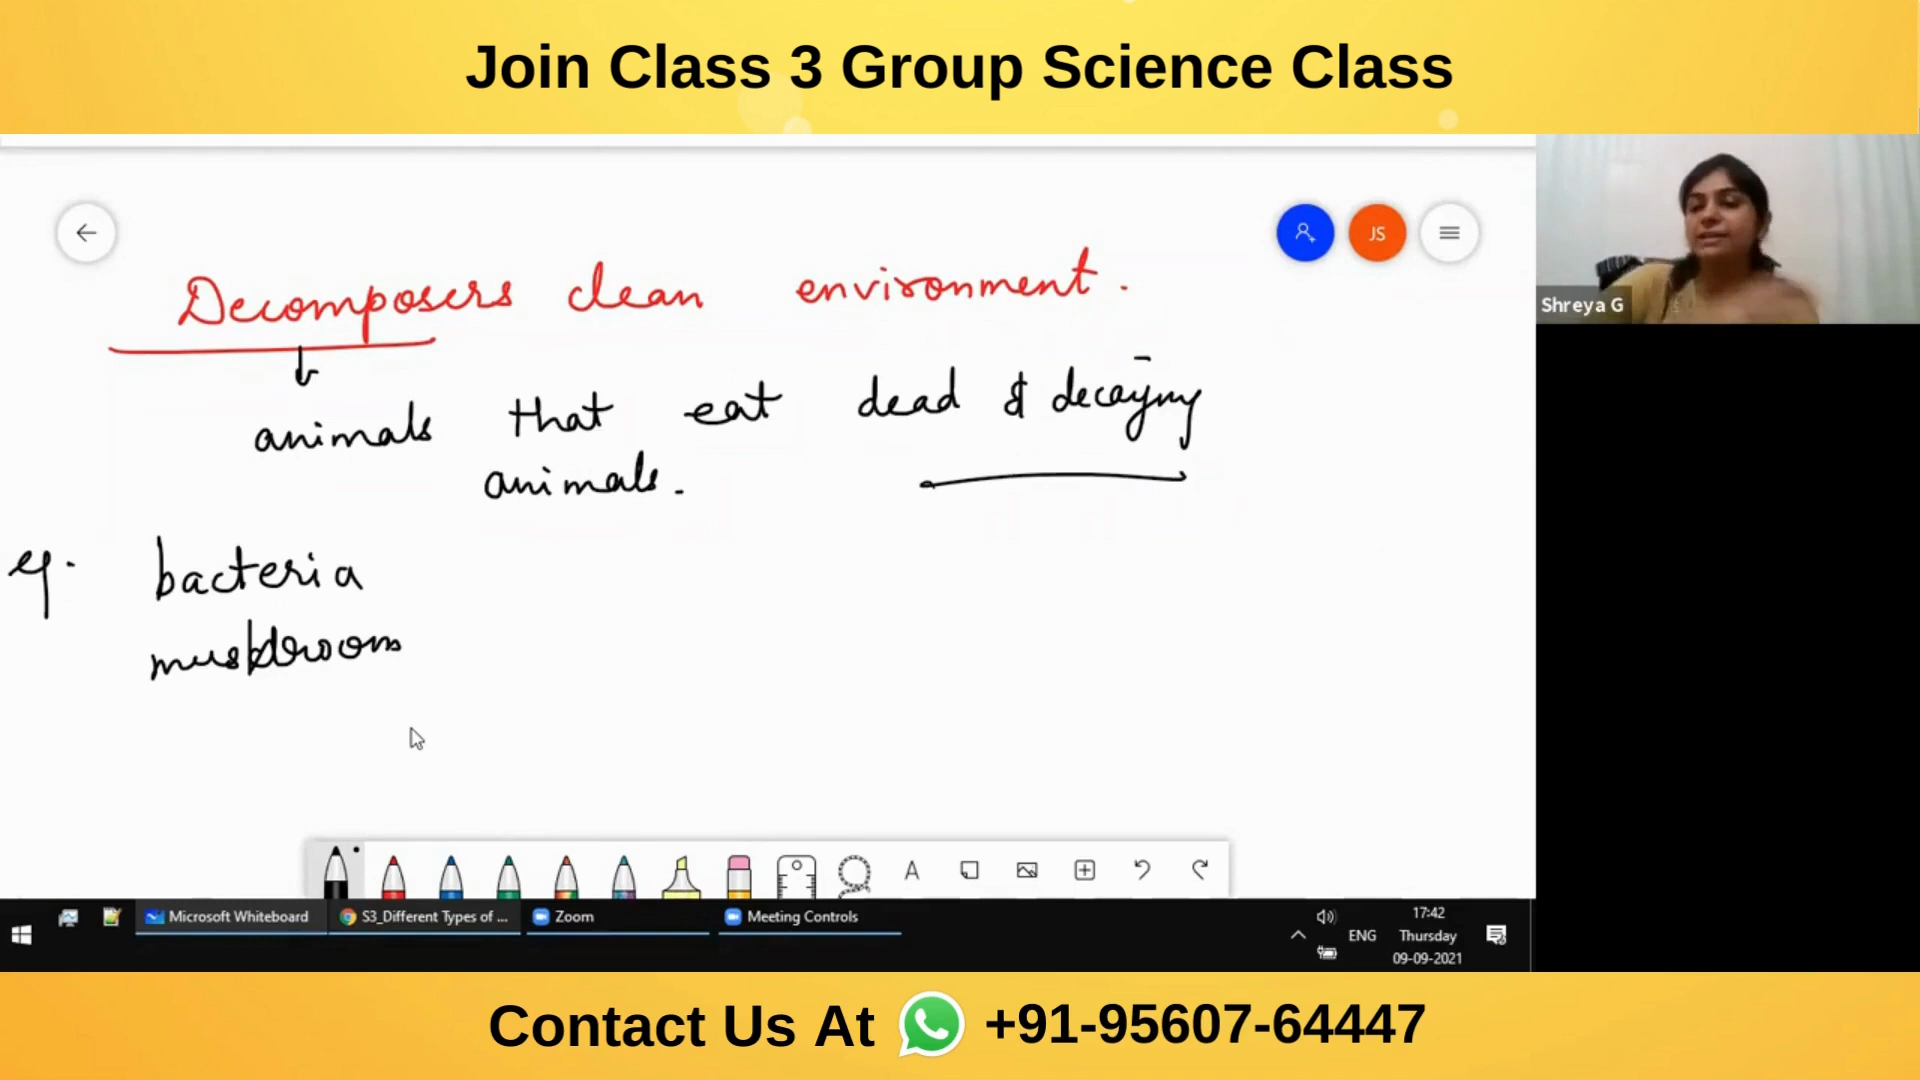 Join Class 3 Group Science Class
JS
Decomposers clean environment.
Shreya G
animals that eat dead & decaying
animals.
eg. bacteria
mushrooms
A
Microsoft Whiteboard
S3_Different Types of ...
Zoom
Meeting Controls
ENG
17:42
Thursday
09-09-2021
Contact Us At +91-95607-64447